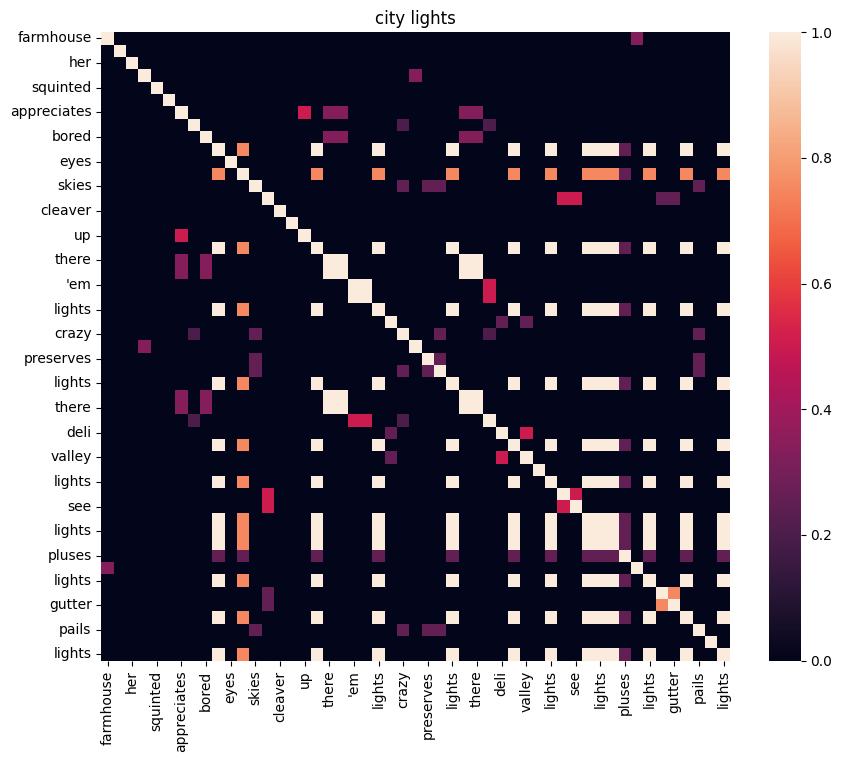 city lights
farmhouse
her
squinted
appreciates
bored
eyes
skies
cleaver
up
there
'em
lights
crazy
preserves
lights
there
deli
valley
lights
see
lights
pluses
lights
gutter
pails
lights
1.0
0.8
0.6
0.4
0.2
0.0
farmhouse
her
squinted
appreciates
bored
eyes
skies
cleaver
up
there
'em
lights
crazy
preserves
lights
there
deli
valley
lights
see
lights
pluses
lights
gutter
pails
lights